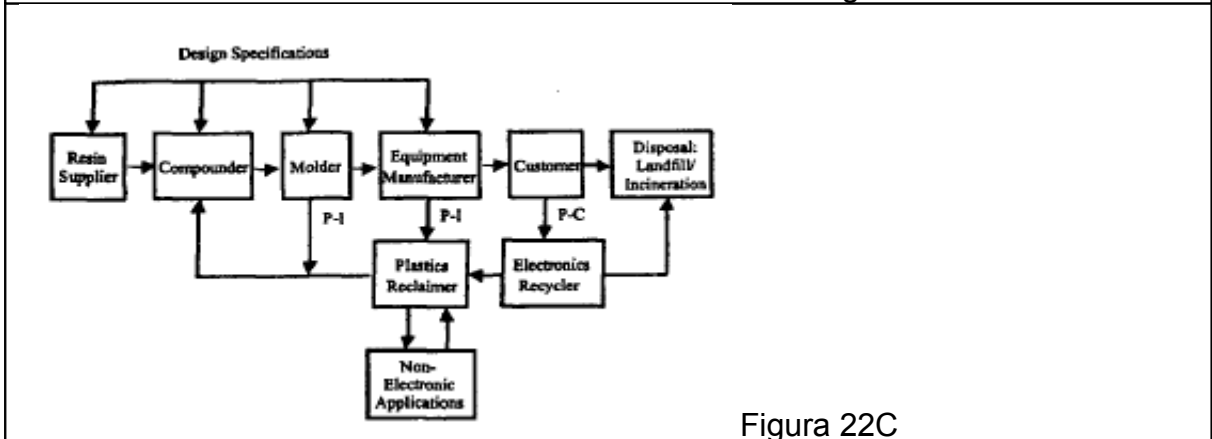 Design Specifications
Resin
Supplier
Compounder
Molder
Equipment
Manufacturer
Customer
Disposal:
Landfill/
Incineration
P-I
P-I
P-C
Plastics
Reclaimer
Electronics
Recycler
Non-
Electronic
Applications
Figura 22C